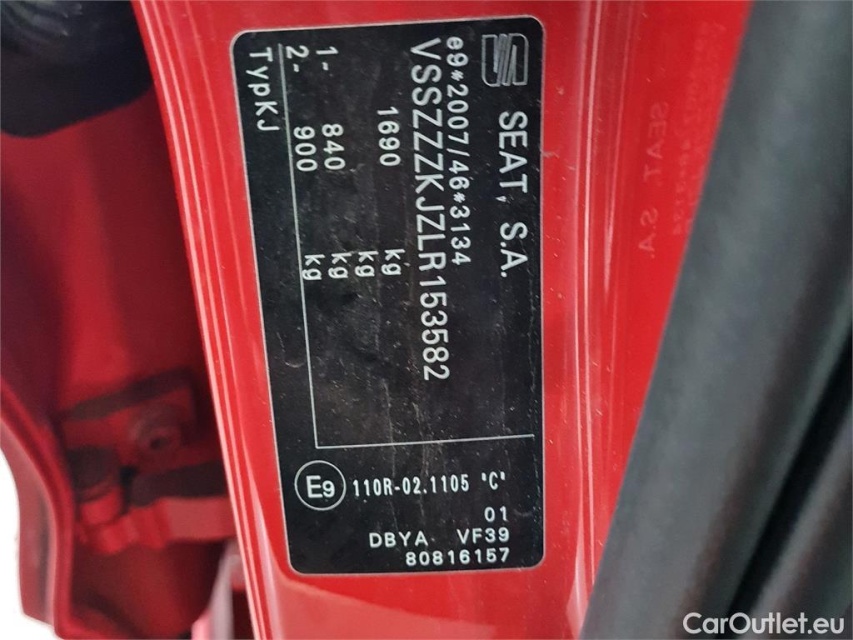 SEAT, S.A.
e9*2007/46*3134
VSSZZZKJZLR153582
1690 kg
kg
1- 840 kg
2- 900 kg
TypKJ
E9 110R-02.1105 "C"
01
DBYA VF39
80816157
CarOutlet.eu